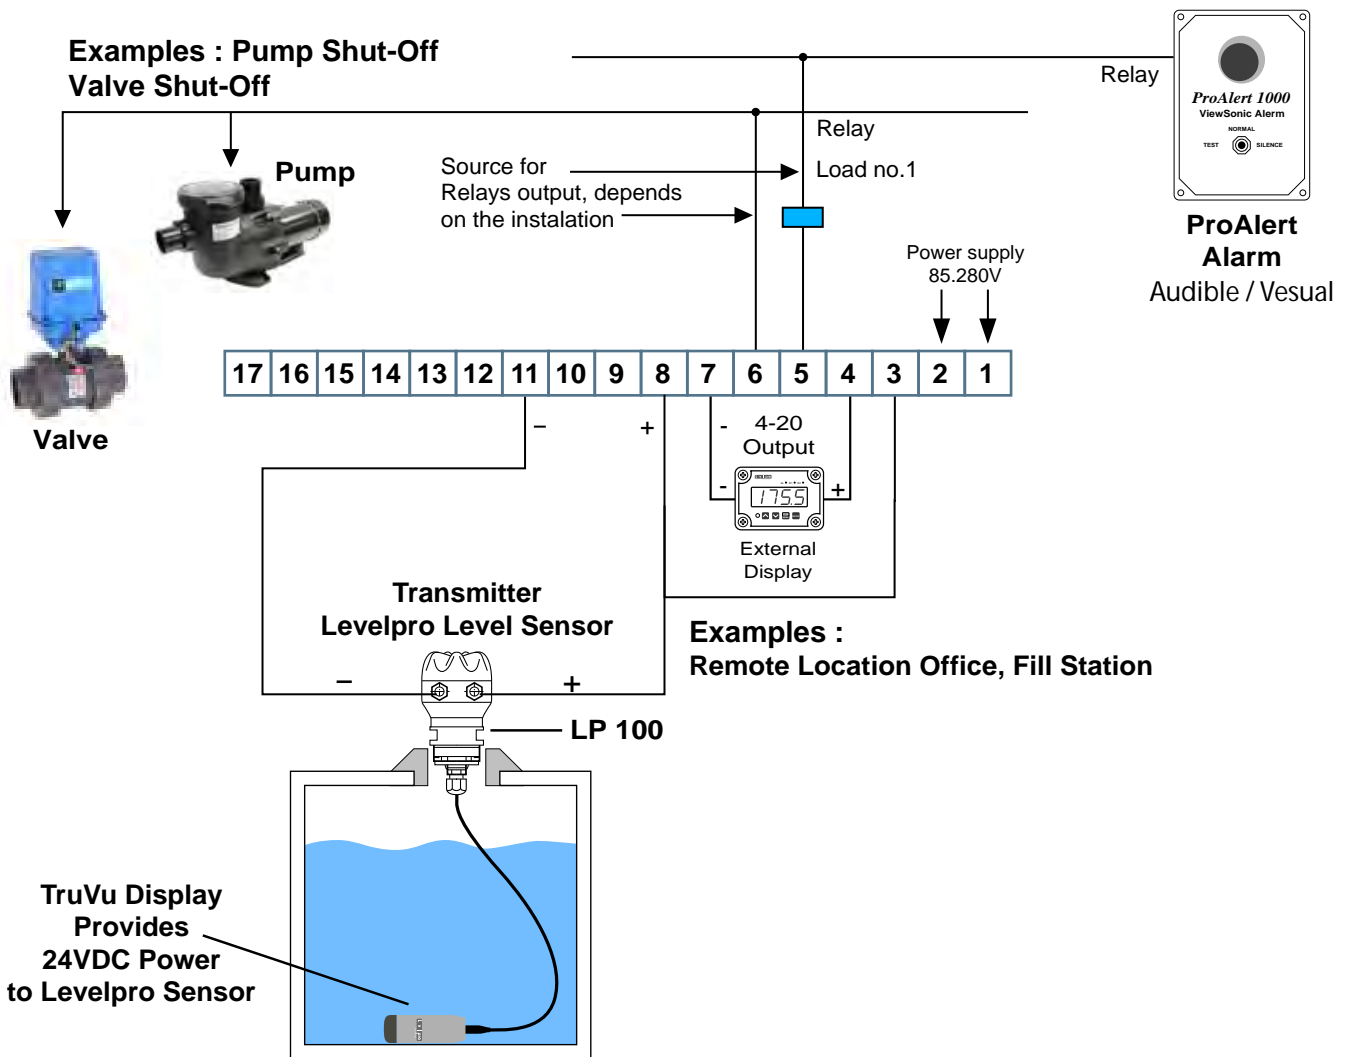 Examples : Pump Shut-Off
Valve Shut-Off
Relay
ProAlert 1000
ViewSonic Alerm
NORMAL
TEST
SILENCE
ProAlert
Alarm
Audible / Vesual
Relay
Load no.1
Pump
Source for
Relays output, depends
on the instalation
Power supply
85.280V
Valve
17 16 15 14 13 12 11 10 9 8 7 6 5 4 3 2 1
–
+
-
4-20
Output
-
175.5
+
External
Display
Transmitter
Levelpro Level Sensor
–
+
Examples :
Remote Location Office, Fill Station
LP 100
TruVu Display
Provides
24VDC Power
to Levelpro Sensor